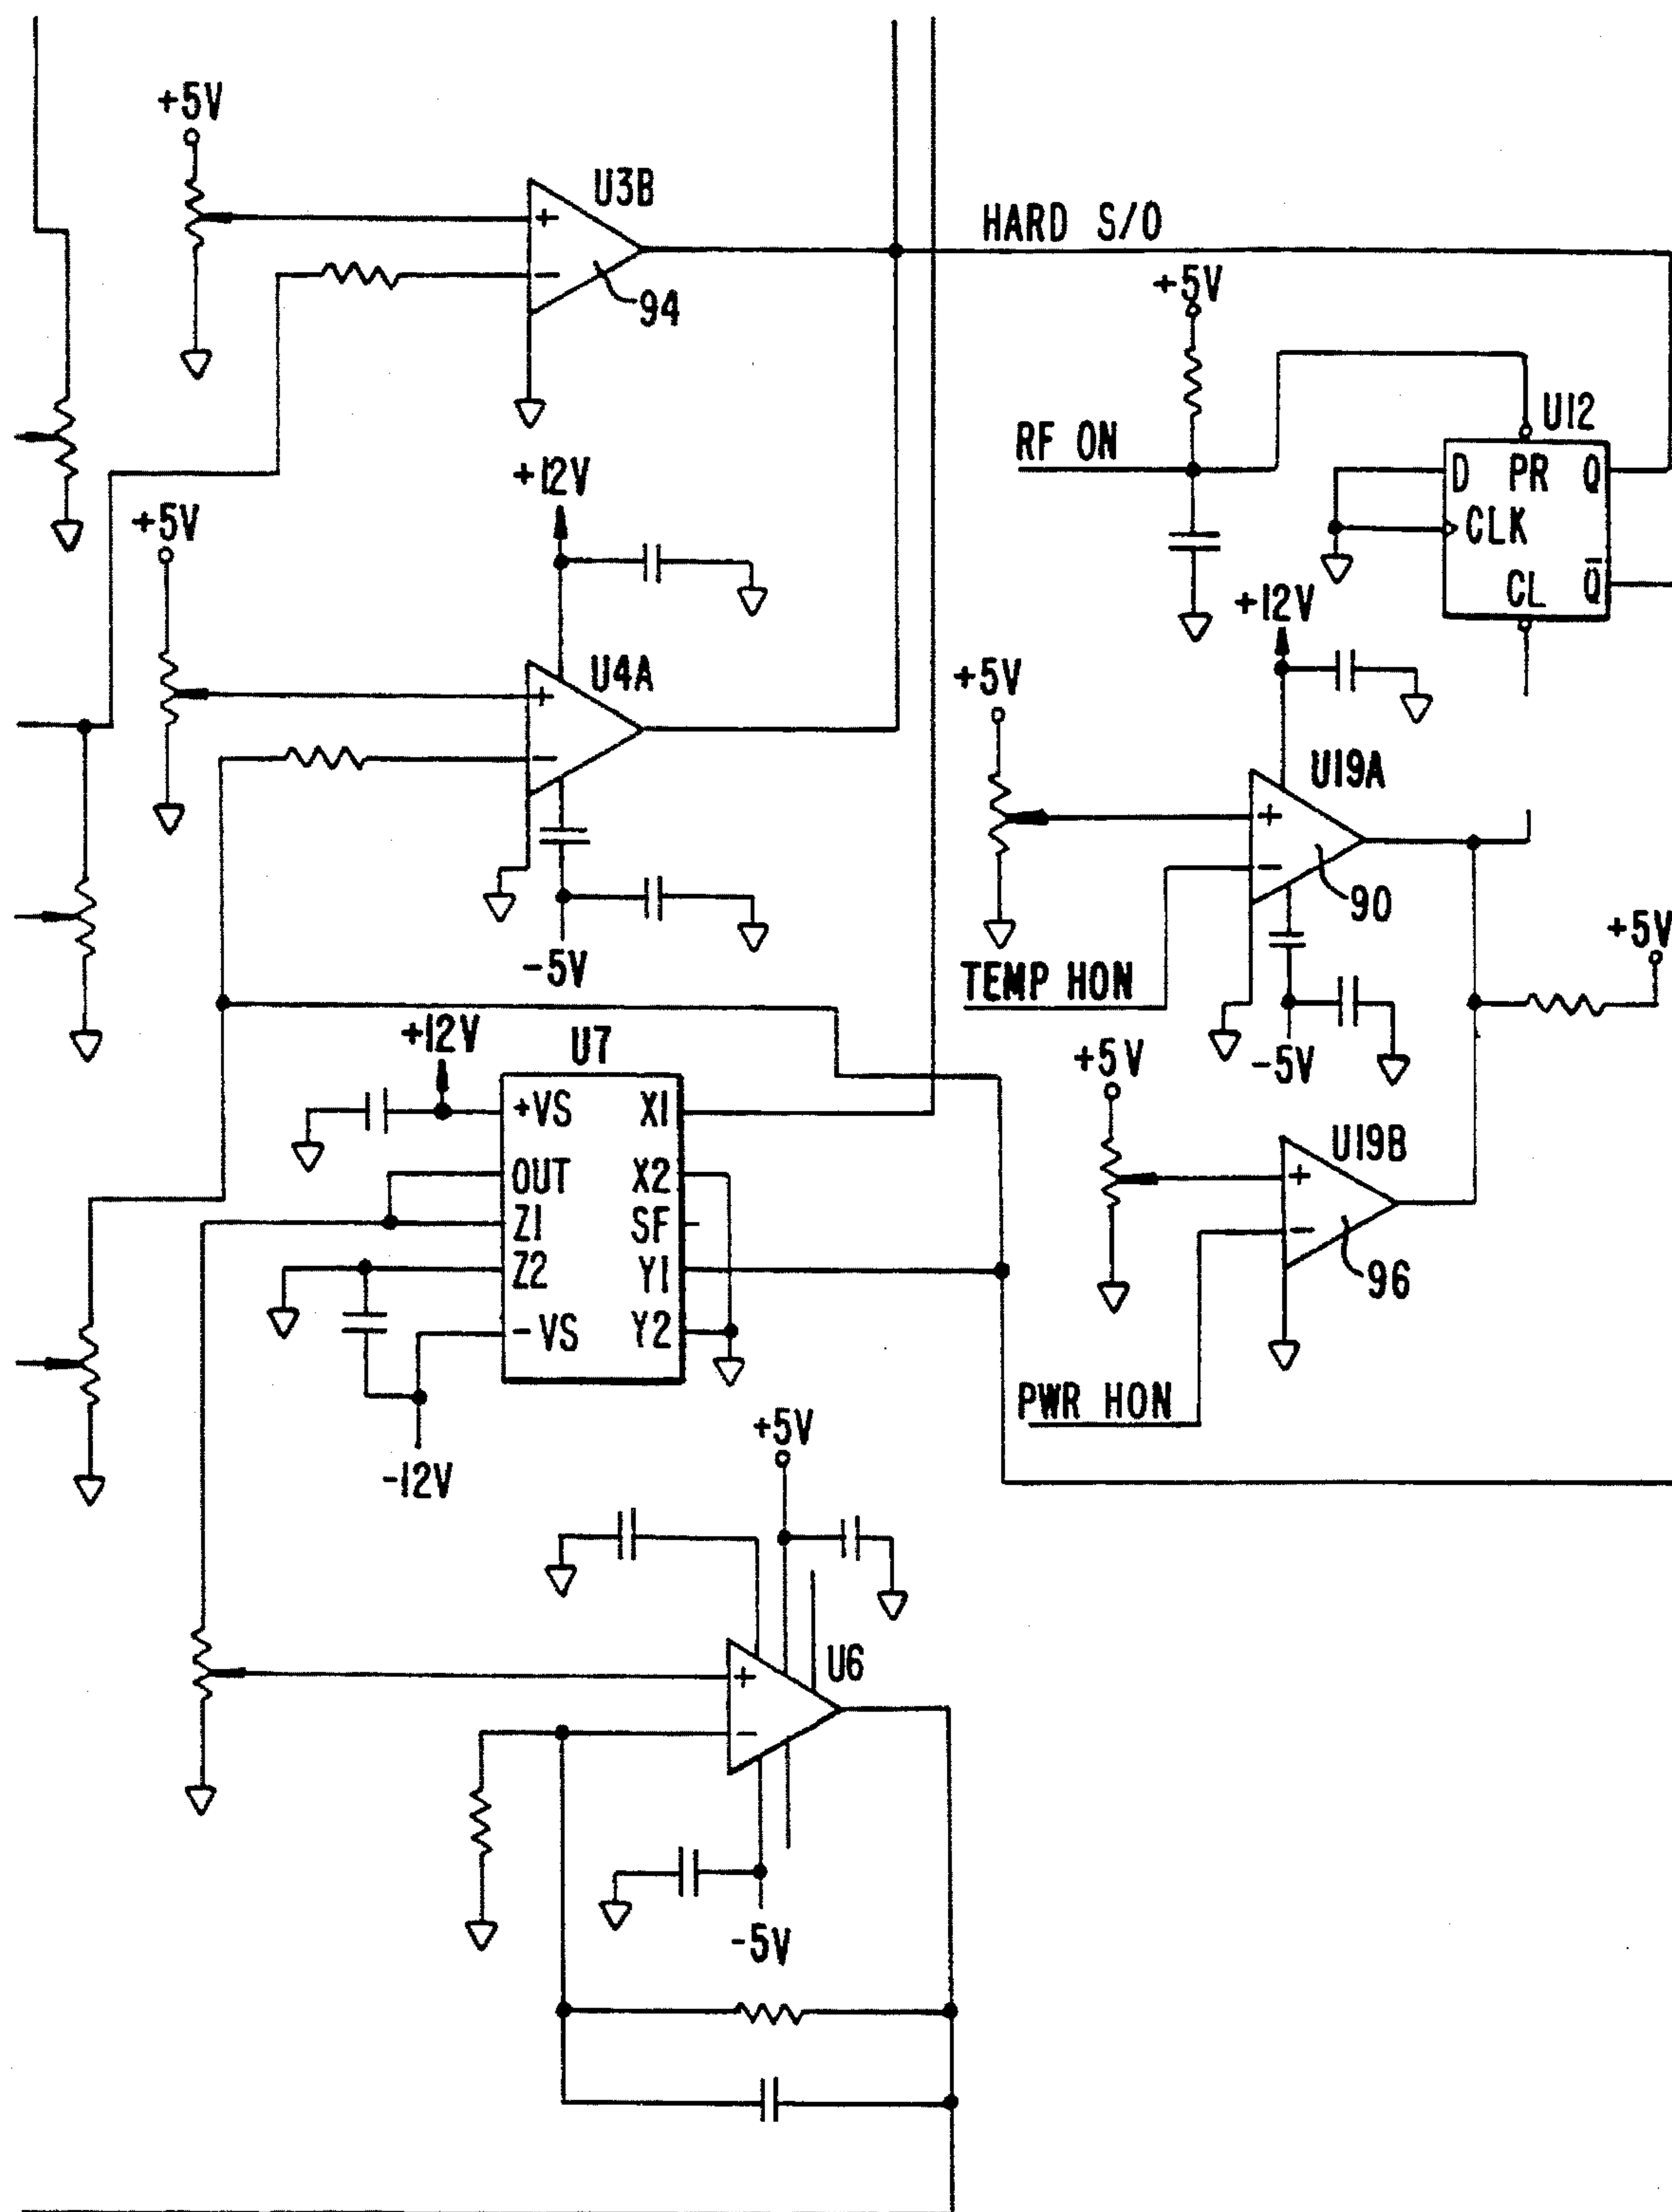 +5V
U3B
94
HARD S/O
+5V
RF ON
U12
D PR Q
CLK
CL Q̅
+12V
+5V
U4A
-5V
+12V
+5V
U19A
90
+5V
TEMP HON
-5V
+12V
U7
+VS X1
OUT X2
Z1 SF
Z2 Y1
-VS Y2
-12V
+5V
U19B
96
PWR HON
+5V
U6
-5V
+
−
+
−
+
−
+
−
+
−